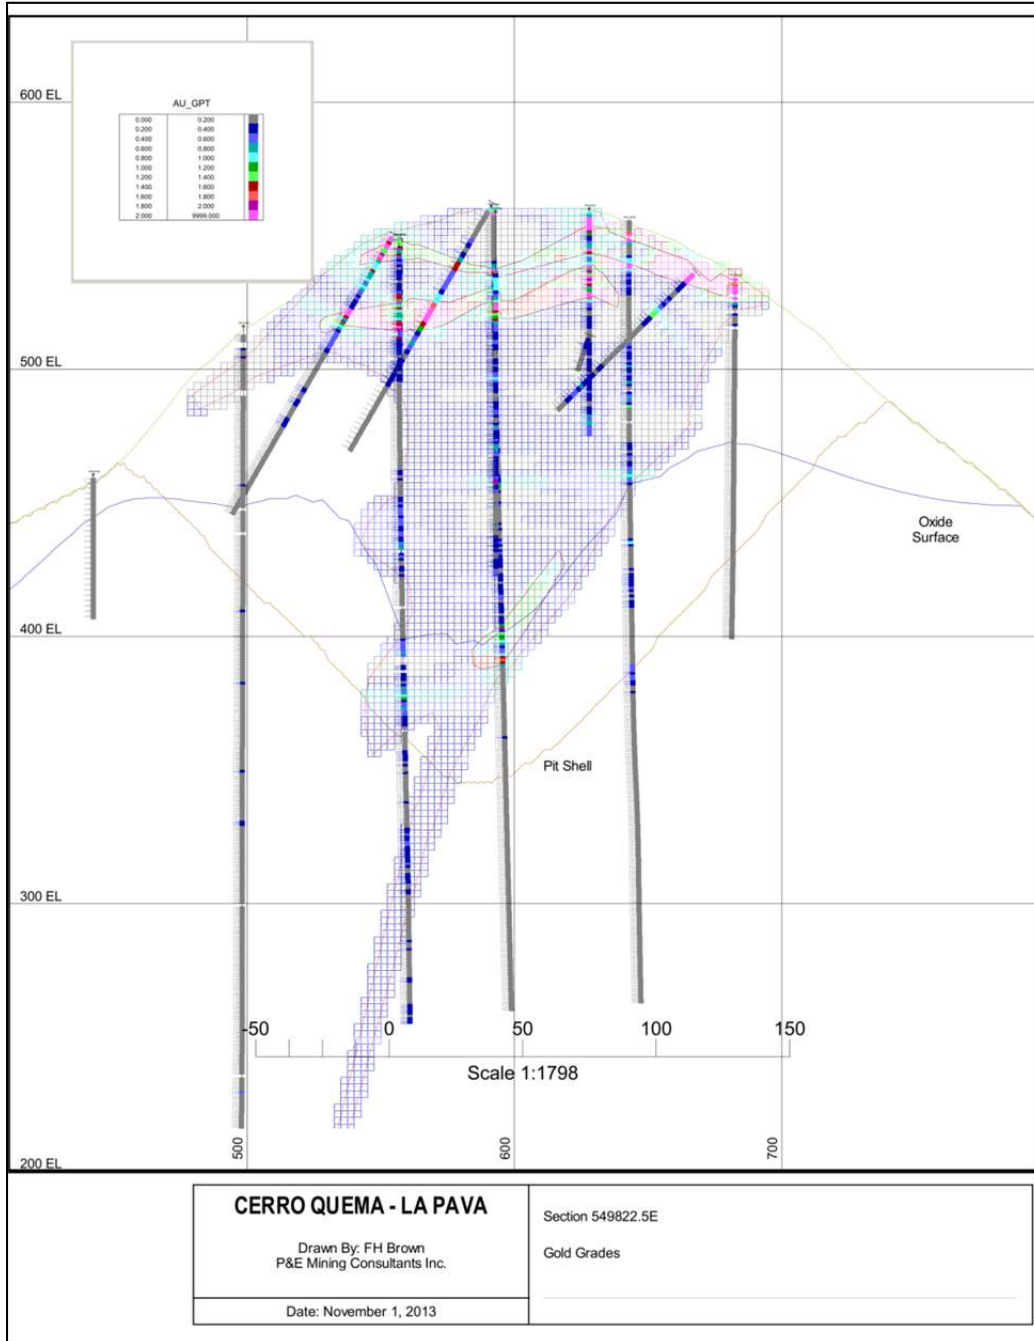 600 EL
AU_GPT
0.000 0.200
0.200 0.400
0.400 0.600
0.600 0.800
0.800 1.000
1.000 1.200
1.200 1.400
1.400 1.600
1.600 1.800
1.800 2.000
2.000 9999.000
500 EL
Oxide
Surface
400 EL
Pit Shell
300 EL
-50 0 50 100 150
Scale 1:1798
500 600 700
200 EL
CERRO QUEMA - LA PAVA
Drawn By: FH Brown
P&E Mining Consultants Inc.
Date: November 1, 2013
Section 549822.5E
Gold Grades